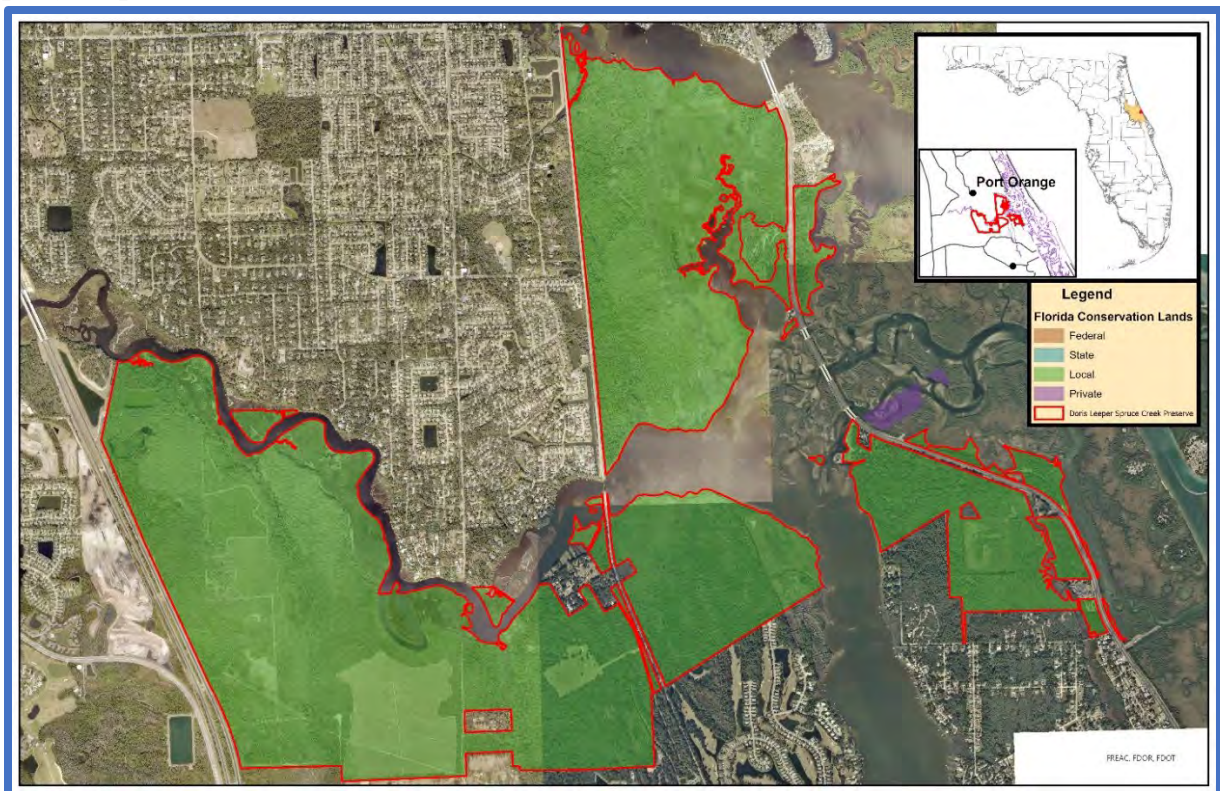 Port Orange
Legend
Florida Conservation Lands
Federal
State
Local
Private
Doris Leeper Spruce Creek Preserve
FREAC, FDOR, FDOT